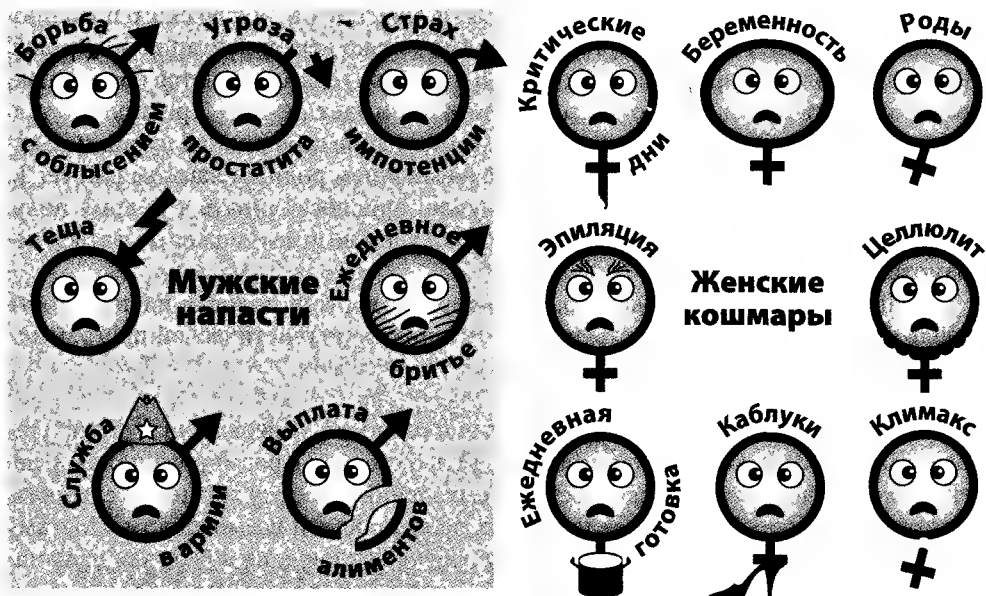 Борьба
с облысением
Угроза
простатита
Страх
импотенции
Теща
Мужские
напасти
Ежедневное
бритье
Служба
в армии
Выплата
алиментов
Критические
дни
Беременность
Роды
Эпиляция
Женские
кошмары
Целлюлит
Ежедневная
готовка
Каблуки
Климакс